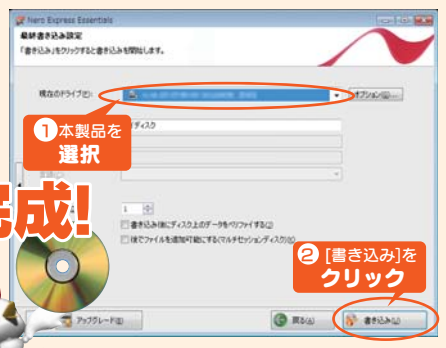 Nero Express Essentials
最終書き込み設定
「書き込み」をクリックすると書き込みを開始します。
現在のドライブ(P):
オプション(O)...
①本製品を
選択
ディスク
完成!
1
書き込み後にディスク上のデータをベリファイする(J)
後でファイルを追加可能にする(マルチセッションディスク)(X)
② [書き込み]を
クリック
アップグレード(G)
戻る(A)
書き込み(U)